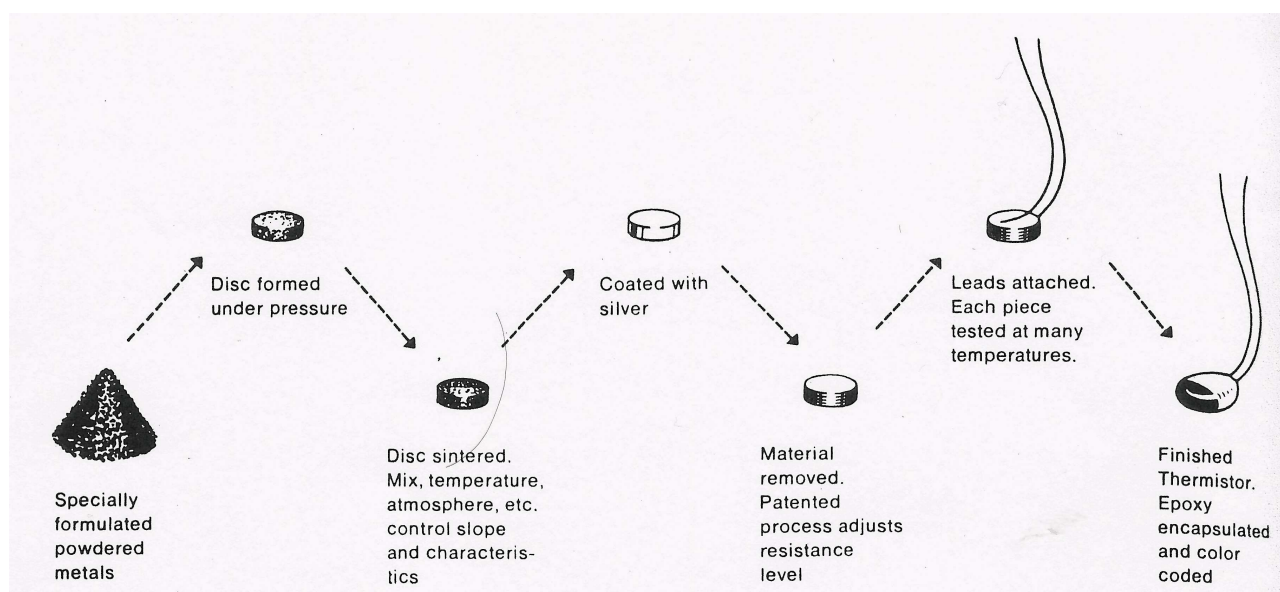 Specially
formulated
powdered
metals
Disc formed
under pressure
Disc sintered.
Mix, temperature,
atmosphere, etc.
control slope
and characteris-
tics
Coated with
silver
Material
removed.
Patented
process adjusts
resistance
level
Leads attached.
Each piece
tested at many
temperatures.
Finished
Thermistor.
Epoxy
encapsulated
and color
coded